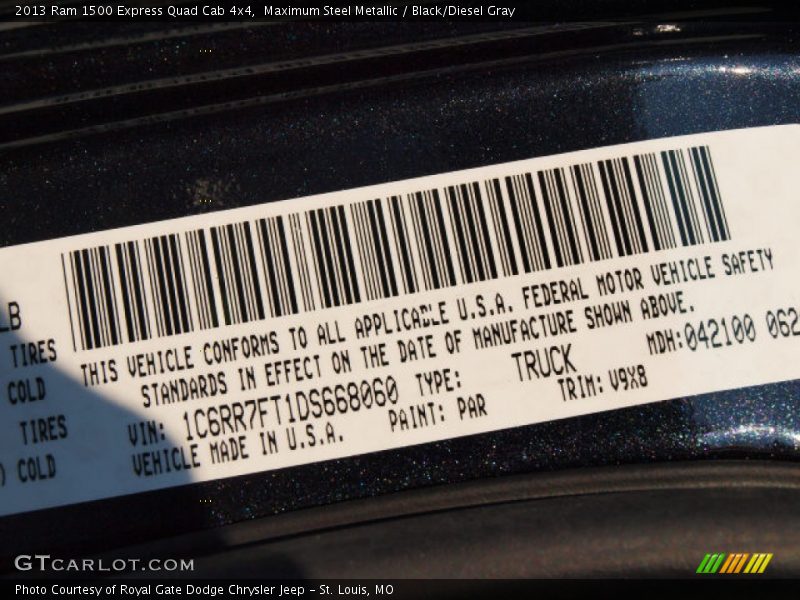 2013 Ram 1500 Express Quad Cab 4x4,  Maximum Steel Metallic / Black/Diesel Gray
LB
TIRES
COLD
TIRES
) COLD
THIS VEHICLE CONFORMS TO ALL APPLICABLE U.S.A. FEDERAL MOTOR VEHICLE SAFETY
STANDARDS IN EFFECT ON THE DATE OF MANUFACTURE SHOWN ABOVE.
VIN: 1C6RR7FT1DS668060 TYPE: TRUCK MDH:042100 062
VEHICLE MADE IN U.S.A. PAINT: PAR TRIM: V9X8
GTCARLOT.COM
Photo Courtesy of Royal Gate Dodge Chrysler Jeep – St. Louis, MO